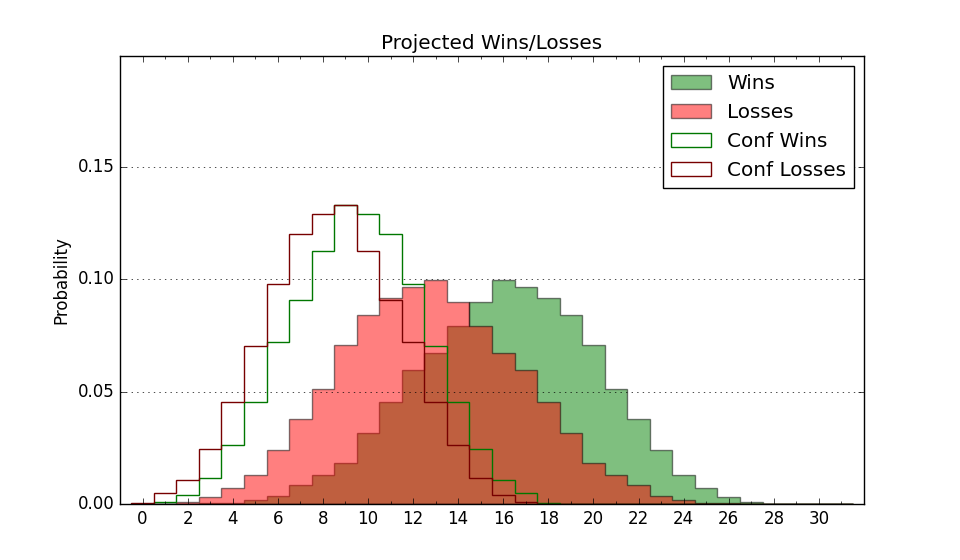 Projected Wins/Losses
Wins
Losses
Conf Wins
Conf Losses
Probability
0.15
0.10
0.05
0.00
0 2 4 6 8 10 12 14 16 18 20 22 24 26 28 30